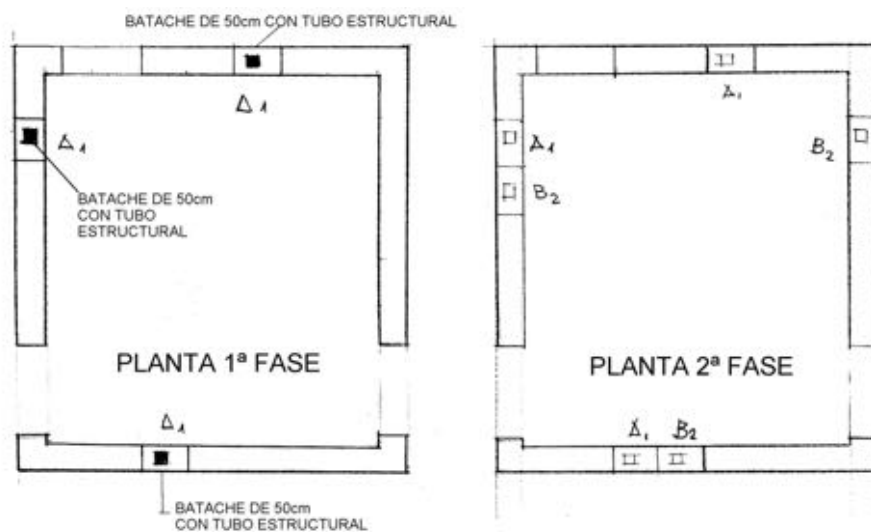 BATACHE DE 50cm CON TUBO ESTRUCTURAL
A1
A1
BATACHE DE 50cm
CON TUBO
ESTRUCTURAL
PLANTA 1ª FASE
A1
BATACHE DE 50cm
CON TUBO ESTRUCTURAL
A1
A1
B2
B2
PLANTA 2ª FASE
A1 B2